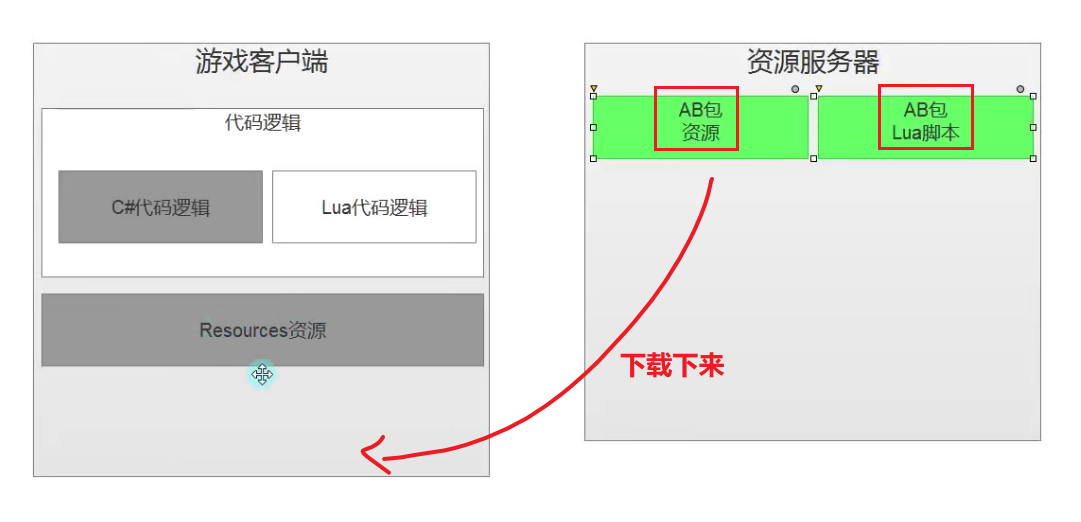 游戏客户端
代码逻辑
C#代码逻辑
Lua代码逻辑
Resources资源
资源服务器
AB包
资源
AB包
Lua脚本
下载下来